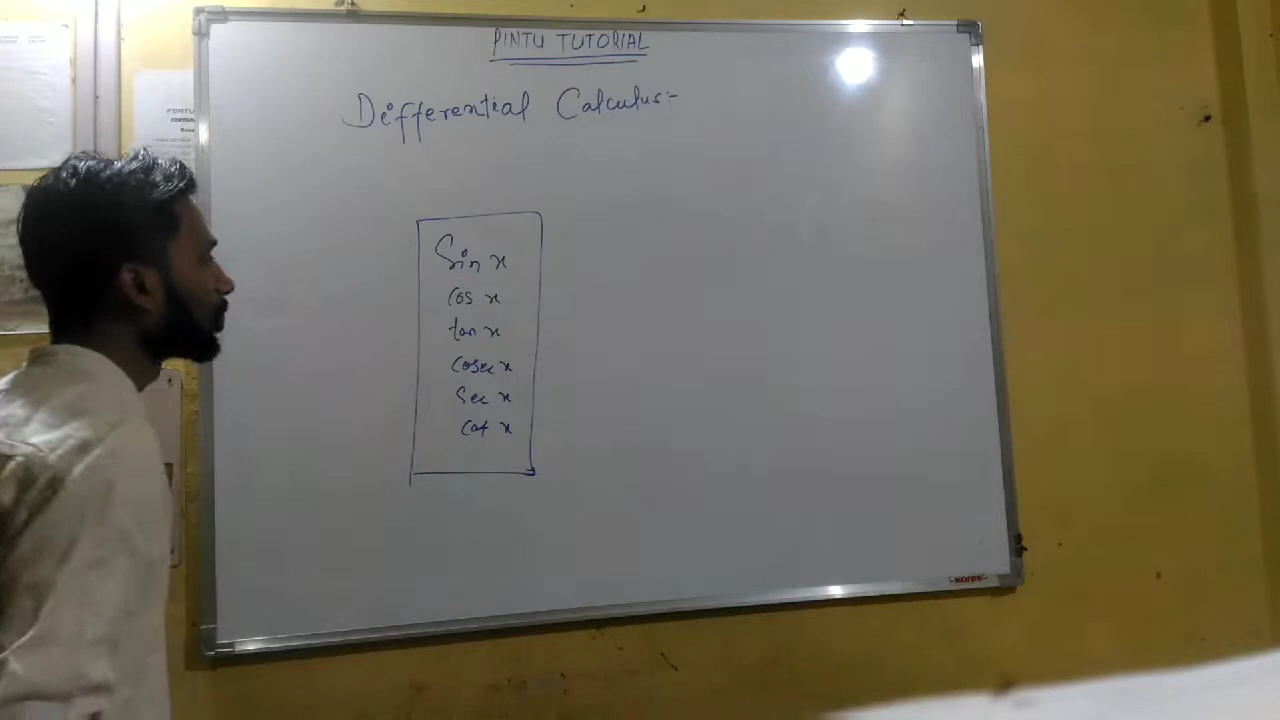 PINTU TUTORIAL
Differential Calculus:-
Sin x
Cos x
tan x
Cosec x
Sec x
Cot x